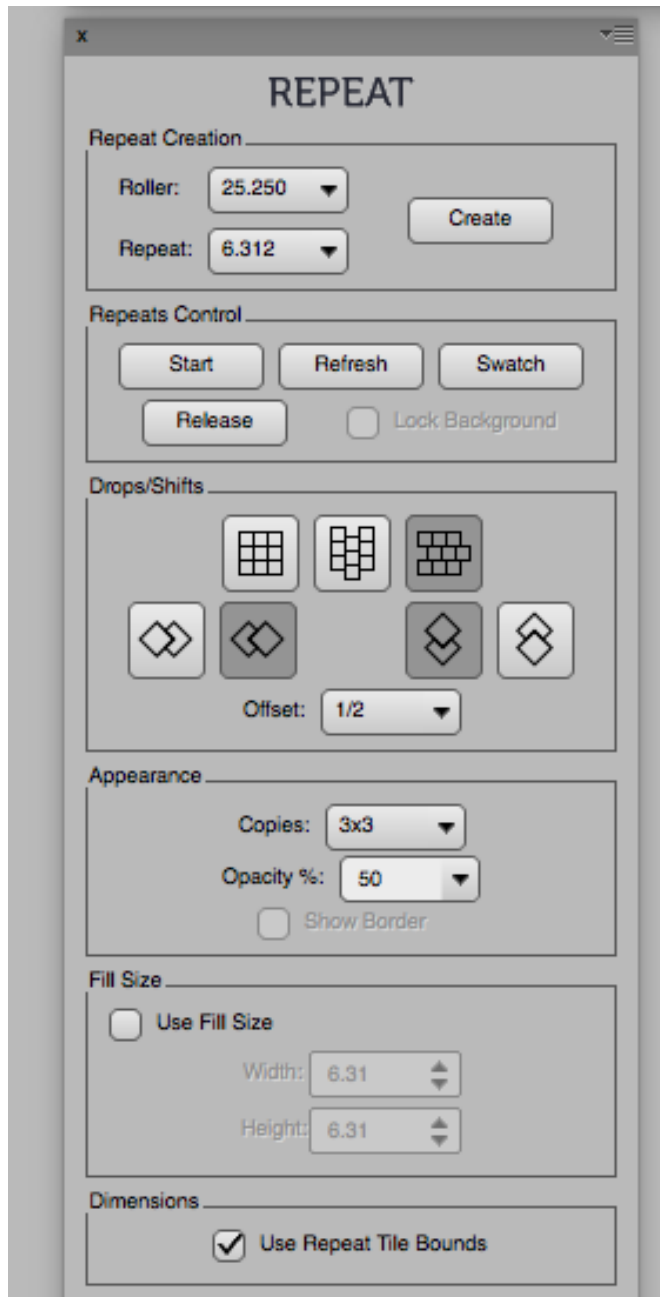 x
REPEAT
Repeat Creation
Roller: 25.250
Create
Repeat: 6.312
Repeats Control
Start Refresh Swatch
Release Lock Background
Drops/Shifts
Offset: 1/2
Appearance
Copies: 3x3
Opacity %: 50
Show Border
Fill Size
Use Fill Size
Width: 6.31
Height: 6.31
Dimensions
Use Repeat Tile Bounds